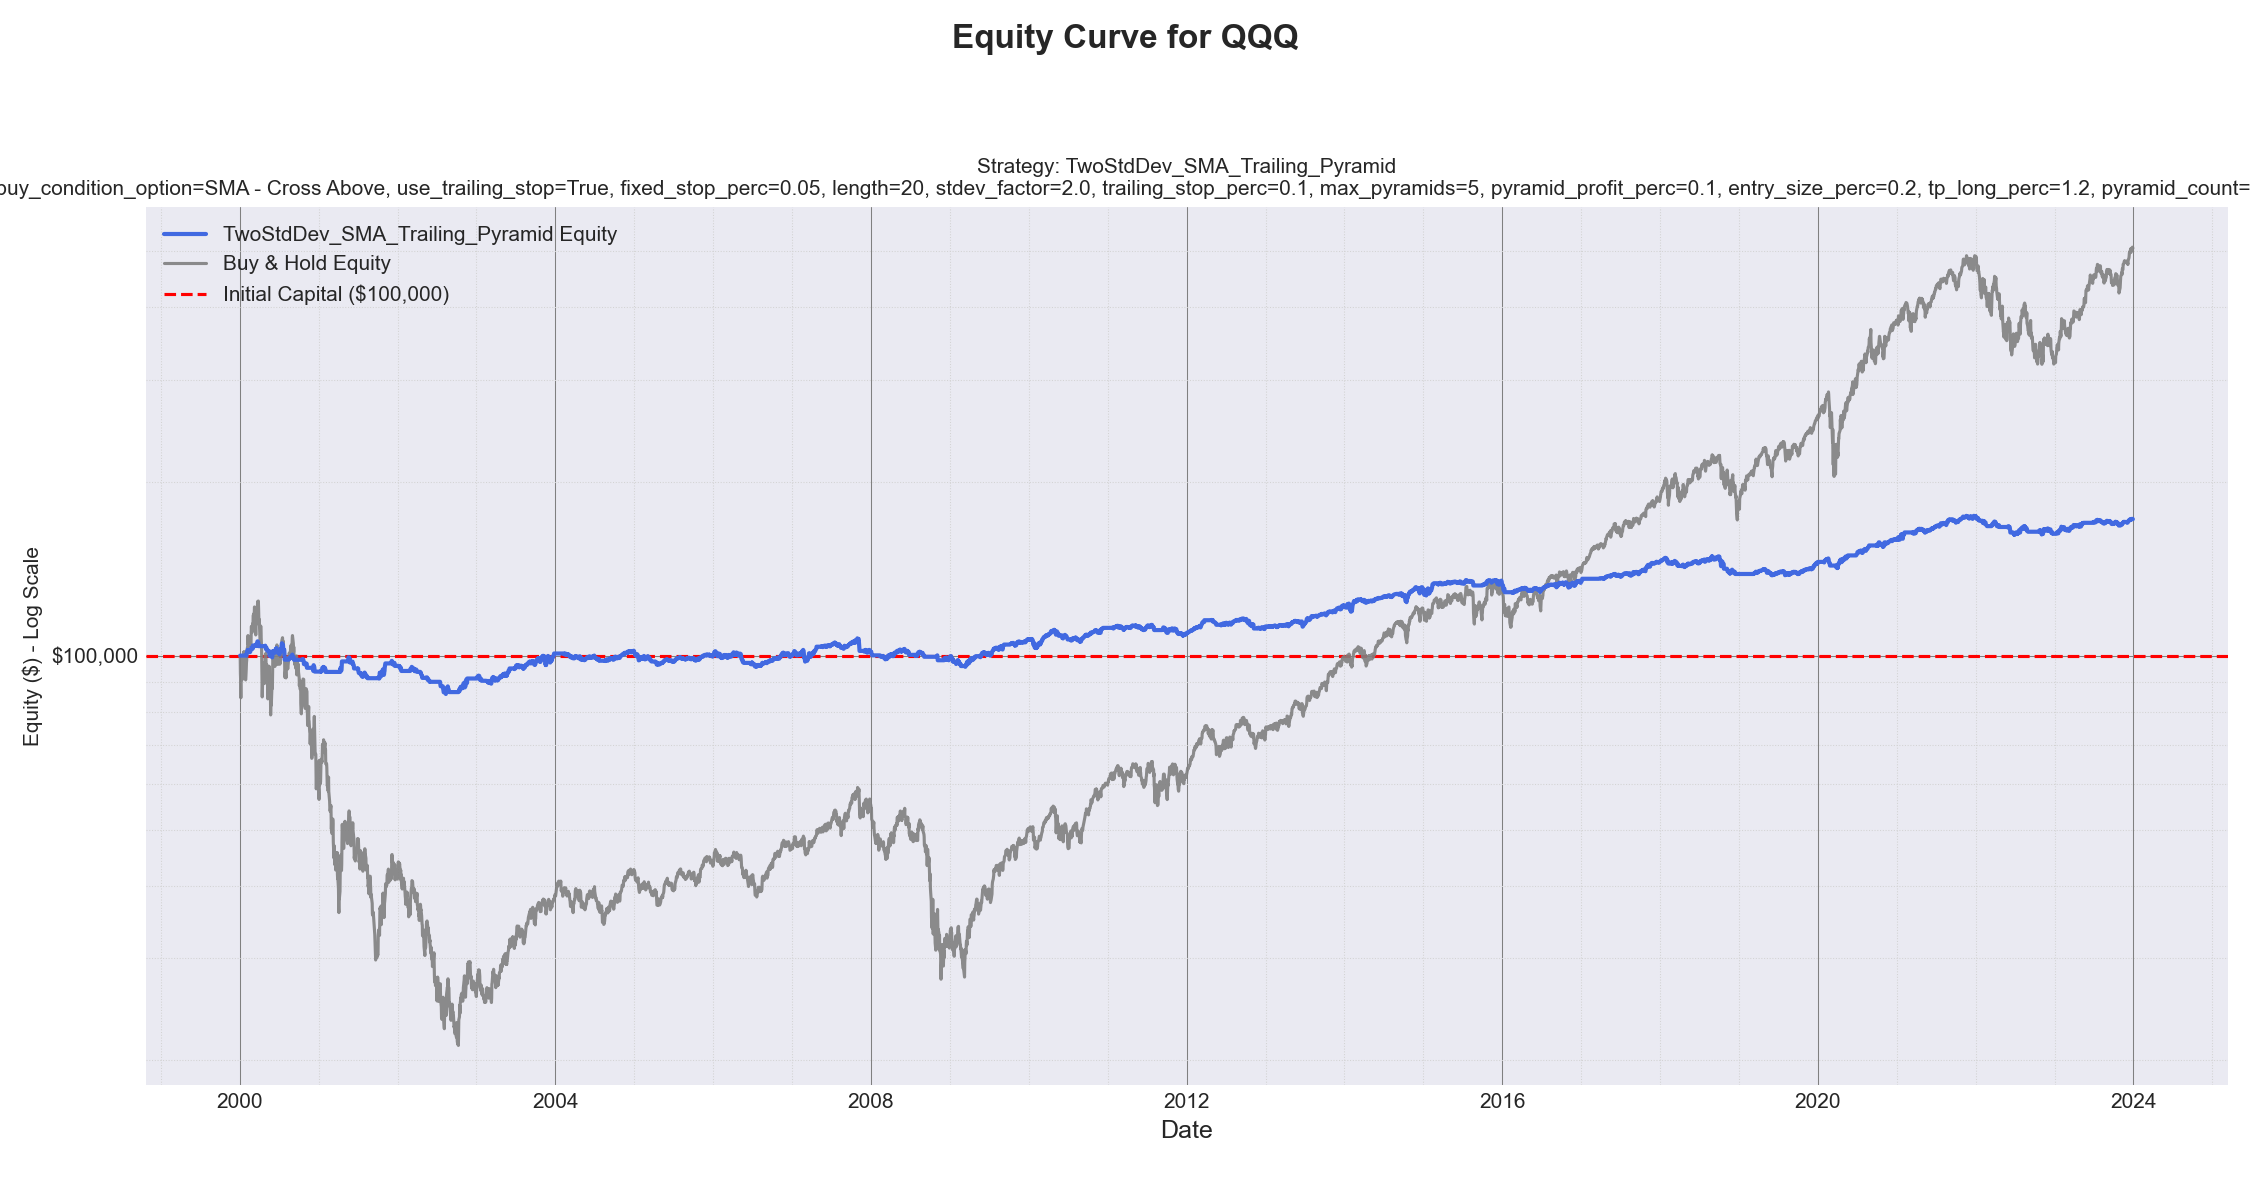 Equity Curve for QQQ
Strategy: TwoStdDev_SMA_Trailing_Pyramid
buy_condition_option=SMA - Cross Above, use_trailing_stop=True, fixed_stop_perc=0.05, length=20, stdev_factor=2.0, trailing_stop_perc=0.1, max_pyramids=5, pyramid_profit_perc=0.1, entry_size_perc=0.2, tp_long_perc=1.2, pyramid_count=
TwoStdDev_SMA_Trailing_Pyramid Equity
Buy & Hold Equity
Initial Capital ($100,000)
Equity ($) - Log Scale
$100,000
2000 2004 2008 2012 2016 2020 2024
Date